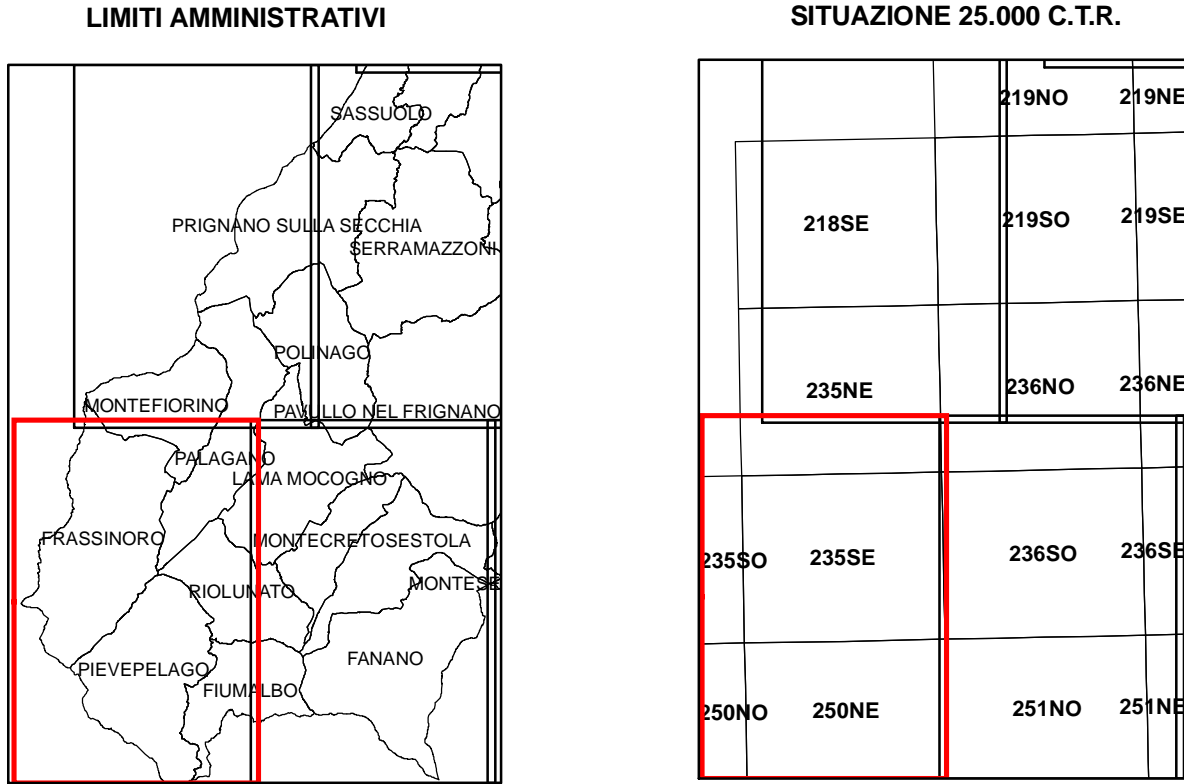 LIMITI AMMINISTRATIVI
SASSUOLO
PRIGNANO SULLA SECCHIA
SERRAMAZZONI
POLINAGO
MONTEFIORINO
PAVULLO NEL FRIGNANO
PALAGANO
LAMA MOCOGNO
FRASSINORO
MONTECRETO
SESTOLA
RIOLUNATO
MONTESE
PIEVEPELAGO
FANANO
FIUMALBO
SITUAZIONE 25.000 C.T.R.
219NO 219NE
218SE 219SO 219SE
235NE 236NO 236NE
235SO 235SE 236SO 236SE
250NO 250NE 251NO 251NE